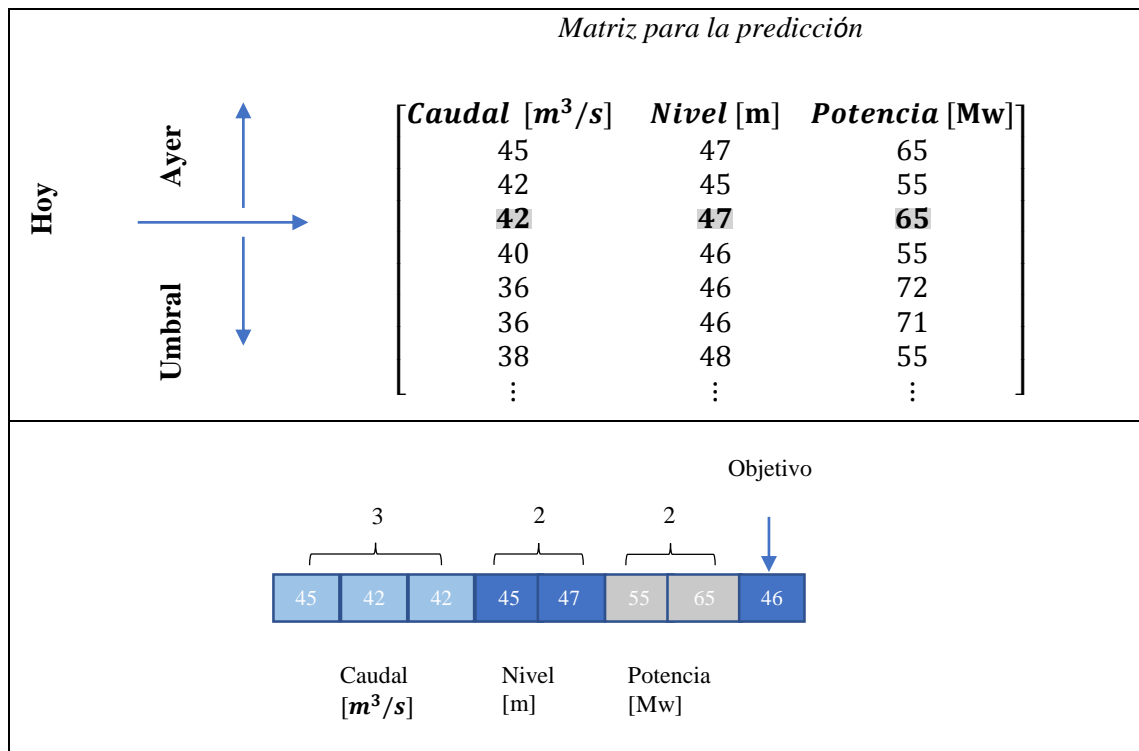 Matriz para la predicción
Hoy
Ayer
Umbral
Caudal [m³/s] Nivel [m] Potencia [Mw]
45 47 65
42 45 55
42 47 65
40 46 55
36 46 72
36 46 71
38 48 55
⋮ ⋮ ⋮
Objetivo
3 2 2
45 42 42 45 47 55 65 46
Caudal Nivel Potencia
[m³/s] [m] [Mw]